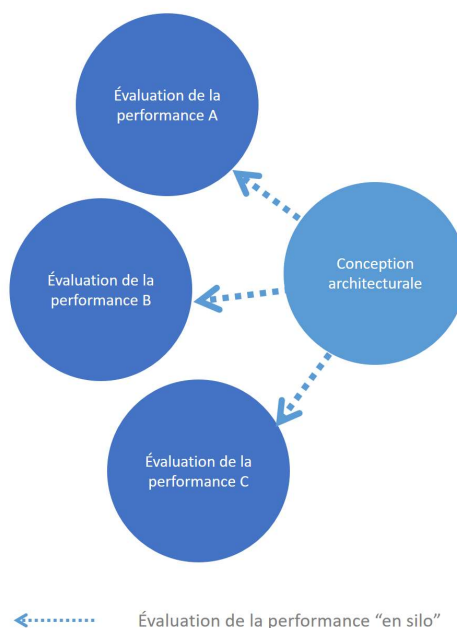 Évaluation de la
performance A
Évaluation de la
performance B
Conception
architecturale
Évaluation de la
performance C
Évaluation de la performance “en silo”